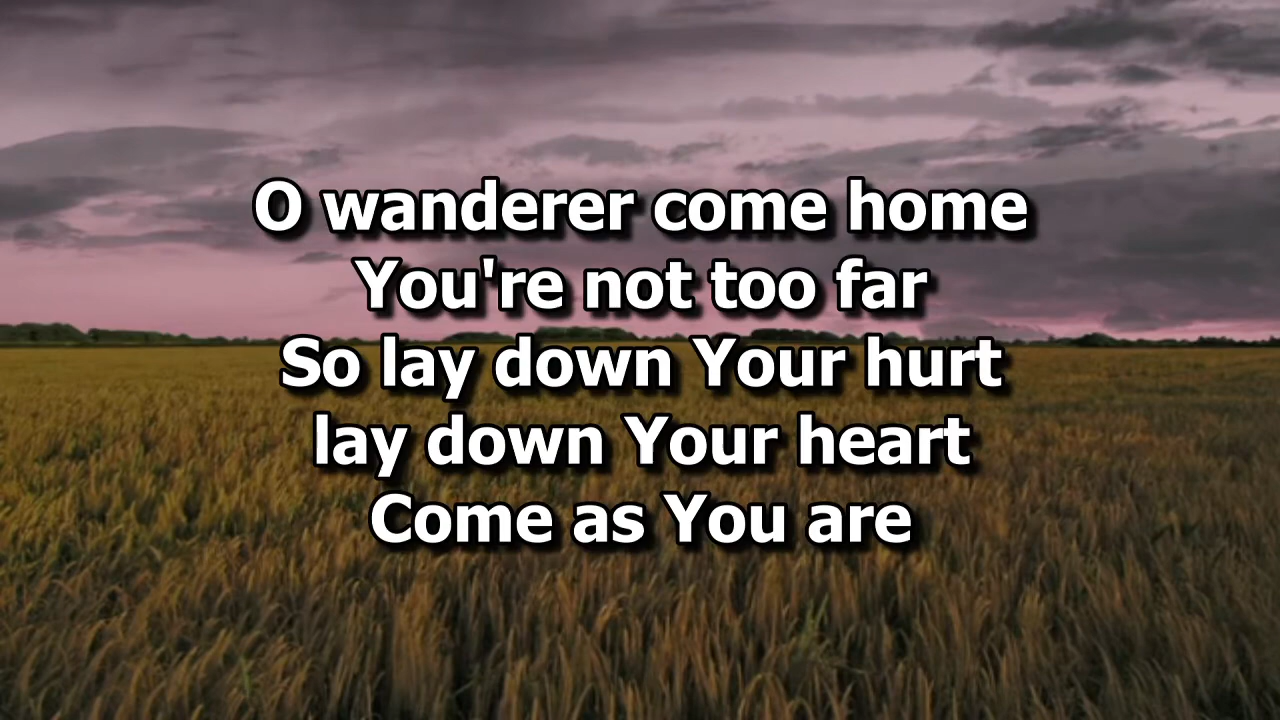 O wanderer come home
You're not too far
So lay down Your hurt
lay down Your heart
Come as You are